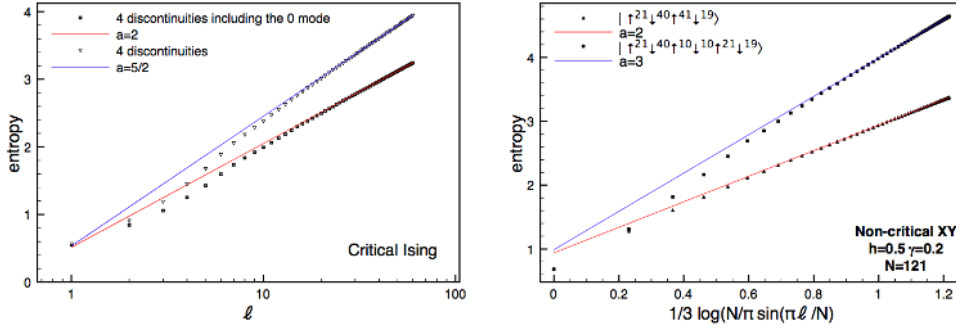 4 discontinuities including the 0 mode
a=2
4 discontinuities
a=5/2
entropy
4
3
2
1
0
1
10
100
ℓ
Critical Ising
| ↑21↓40↑41↓19⟩
a=2
| ↑21↓40↑10↓10↑21↓19⟩
a=3
entropy
4
3
2
1
0
0.2
0.4
0.6
0.8
1
1.2
1/3 log(N/π sin(πℓ/N)
Non-critical XY
h=0.5 γ=0.2
N=121